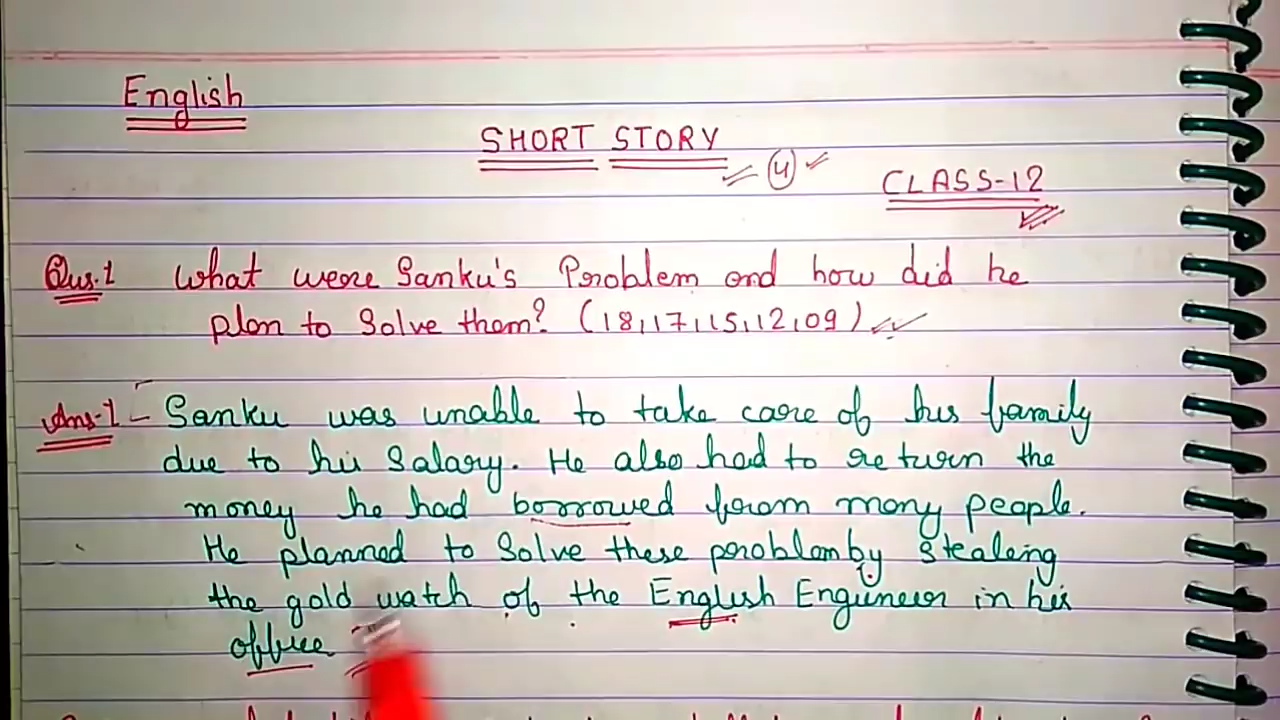 English
SHORT STORY
4
CLASS-12
Qus.1 What were Sanku's Problem and how did he
plan to Solve them? (18,17,15,12,09)
Ans-1 - Sanku was unable to take care of his family
due to his Salary. He also had to return the
money he had borrowed from many people.
He planned to Solve these problem by Stealing
the gold watch of the English Engineer in his
office